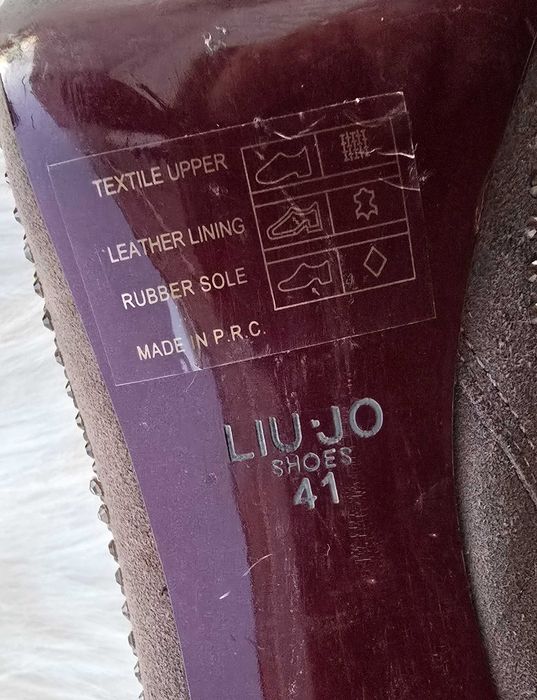 TEXTILE UPPER
LEATHER LINING
RUBBER SOLE
MADE IN P.R.C.
LIU·JO
SHOES
41